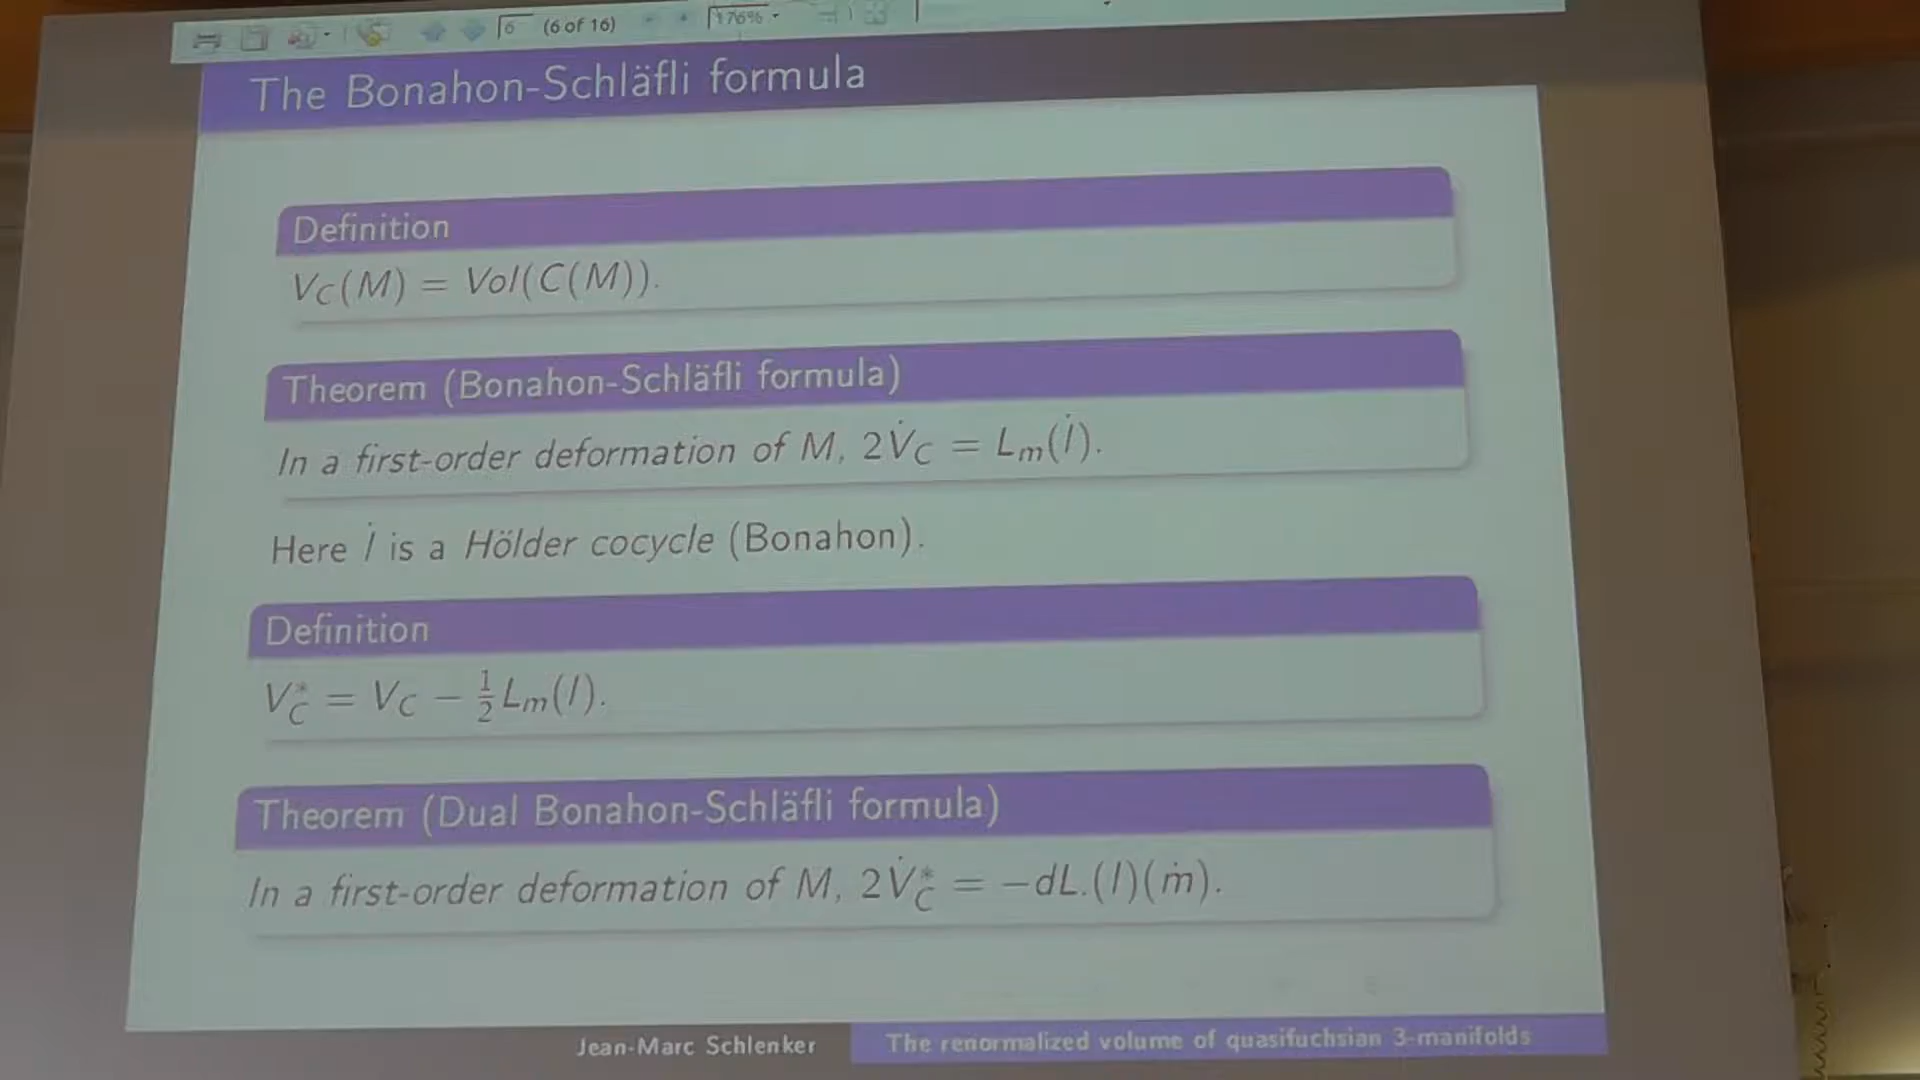 6 (6 of 16) 176%
The Bonahon-Schläfli formula
Definition
V_C(M) = Vol(C(M)).
Theorem (Bonahon-Schläfli formula)
In a first-order deformation of M, 2V̇_C = L_m(l̇).
Here l̇ is a Hölder cocycle (Bonahon).
Definition
V*_C = V_C − ½L_m(l).
Theorem (Dual Bonahon-Schläfli formula)
In a first-order deformation of M, 2V̇*_C = −dL.(l)(ṁ).
Jean-Marc Schlenker The renormalized volume of quasifuchsian 3-manifolds